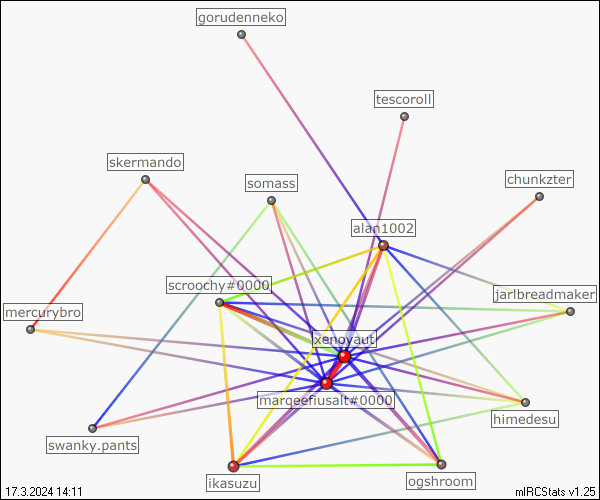 gorudenneko
tescoroll
skermando
somass
chunkzter
alan1002
scroochy#0000
jarlbreadmaker
mercurybro
xenoyaut
marqeefiusalt#0000
himedesu
swanky.pants
ikasuzu
ogshroom
17.3.2024 14:11
mIRCStats v1.25